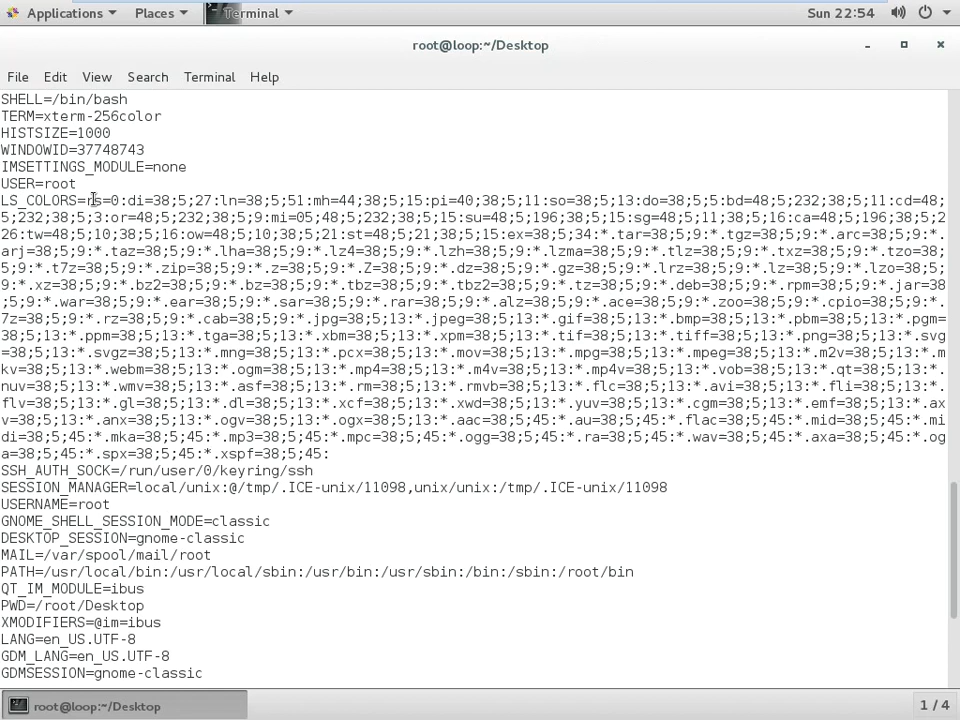 Applications Places Terminal Sun 22:54
root@loop:~/Desktop
File Edit View Search Terminal Help
SHELL=/bin/bash
TERM=xterm-256color
HISTSIZE=1000
WINDOWID=37748743
IMSETTINGS_MODULE=none
USER=root
LS_COLORS=rs=0:di=38;5;27:ln=38;5;51:mh=44;38;5;15:pi=40;38;5;11:so=38;5;13:do=38;5;5:bd=48;5;232;38;5;11:cd=48;
5;232;38;5;3:or=48;5;232;38;5;9:mi=05;48;5;232;38;5;15:su=48;5;196;38;5;15:sg=48;5;11;38;5;16:ca=48;5;196;38;5;2
26:tw=48;5;10;38;5;16:ow=48;5;10;38;5;21:st=48;5;21;38;5;15:ex=38;5;34:*.tar=38;5;9:*.tgz=38;5;9:*.arc=38;5;9:*.
arj=38;5;9:*.taz=38;5;9:*.lha=38;5;9:*.lz4=38;5;9:*.lzh=38;5;9:*.lzma=38;5;9:*.tlz=38;5;9:*.txz=38;5;9:*.tzo=38;
5;9:*.t7z=38;5;9:*.zip=38;5;9:*.z=38;5;9:*.Z=38;5;9:*.dz=38;5;9:*.gz=38;5;9:*.lrz=38;5;9:*.lz=38;5;9:*.lzo=38;5;
9:*.xz=38;5;9:*.bz2=38;5;9:*.bz=38;5;9:*.tbz=38;5;9:*.tbz2=38;5;9:*.tz=38;5;9:*.deb=38;5;9:*.rpm=38;5;9:*.jar=38
;5;9:*.war=38;5;9:*.ear=38;5;9:*.sar=38;5;9:*.rar=38;5;9:*.alz=38;5;9:*.ace=38;5;9:*.zoo=38;5;9:*.cpio=38;5;9:*.
7z=38;5;9:*.rz=38;5;9:*.cab=38;5;9:*.jpg=38;5;13:*.jpeg=38;5;13:*.gif=38;5;13:*.bmp=38;5;13:*.pbm=38;5;13:*.pgm=
38;5;13:*.ppm=38;5;13:*.tga=38;5;13:*.xbm=38;5;13:*.xpm=38;5;13:*.tif=38;5;13:*.tiff=38;5;13:*.png=38;5;13:*.svg
=38;5;13:*.svgz=38;5;13:*.mng=38;5;13:*.pcx=38;5;13:*.mov=38;5;13:*.mpg=38;5;13:*.mpeg=38;5;13:*.m2v=38;5;13:*.m
kv=38;5;13:*.webm=38;5;13:*.ogm=38;5;13:*.mp4=38;5;13:*.m4v=38;5;13:*.mp4v=38;5;13:*.vob=38;5;13:*.qt=38;5;13:*.
nuv=38;5;13:*.wmv=38;5;13:*.asf=38;5;13:*.rm=38;5;13:*.rmvb=38;5;13:*.flc=38;5;13:*.avi=38;5;13:*.fli=38;5;13:*.
flv=38;5;13:*.gl=38;5;13:*.dl=38;5;13:*.xcf=38;5;13:*.xwd=38;5;13:*.yuv=38;5;13:*.cgm=38;5;13:*.emf=38;5;13:*.ax
v=38;5;13:*.anx=38;5;13:*.ogv=38;5;13:*.ogx=38;5;13:*.aac=38;5;45:*.au=38;5;45:*.flac=38;5;45:*.mid=38;5;45:*.mi
di=38;5;45:*.mka=38;5;45:*.mp3=38;5;45:*.mpc=38;5;45:*.ogg=38;5;45:*.ra=38;5;45:*.wav=38;5;45:*.axa=38;5;45:*.og
a=38;5;45:*.spx=38;5;45:*.xspf=38;5;45:
SSH_AUTH_SOCK=/run/user/0/keyring/ssh
SESSION_MANAGER=local/unix:@/tmp/.ICE-unix/11098,unix/unix:/tmp/.ICE-unix/11098
USERNAME=root
GNOME_SHELL_SESSION_MODE=classic
DESKTOP_SESSION=gnome-classic
MAIL=/var/spool/mail/root
PATH=/usr/local/bin:/usr/local/sbin:/usr/bin:/usr/sbin:/bin:/sbin:/root/bin
QT_IM_MODULE=ibus
PWD=/root/Desktop
XMODIFIERS=@im=ibus
LANG=en_US.UTF-8
GDM_LANG=en_US.UTF-8
GDMSESSION=gnome-classic
root@loop:~/Desktop 1 / 4